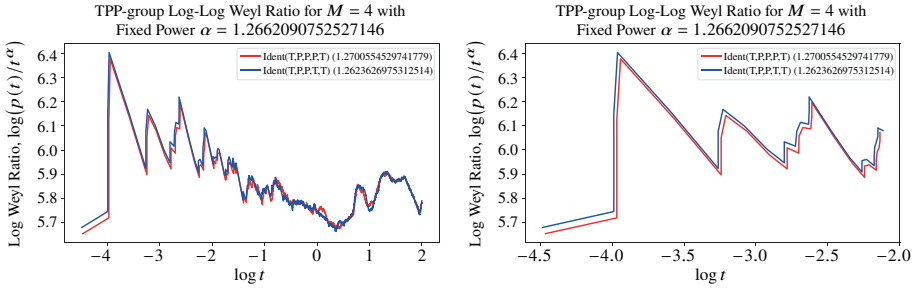 TPP-group Log-Log Weyl Ratio for M = 4 with
Fixed Power α = 1.2662090752527146
Log Weyl Ratio, log(p(t)/t^α)
6.4
6.3
6.2
6.1
6.0
5.9
5.8
5.7
Ident(T,P,P,P,T) (1.2700554529741779)
Ident(T,P,P,T,T) (1.2623626975312514)
−4 −3 −2 −1 0 1 2
log t
TPP-group Log-Log Weyl Ratio for M = 4 with
Fixed Power α = 1.2662090752527146
Log Weyl Ratio, log(p(t)/t^α)
6.4
6.3
6.2
6.1
6.0
5.9
5.8
5.7
Ident(T,P,P,P,T) (1.2700554529741779)
Ident(T,P,P,T,T) (1.2623626975312514)
−4.5 −4.0 −3.5 −3.0 −2.5 −2.0
log t